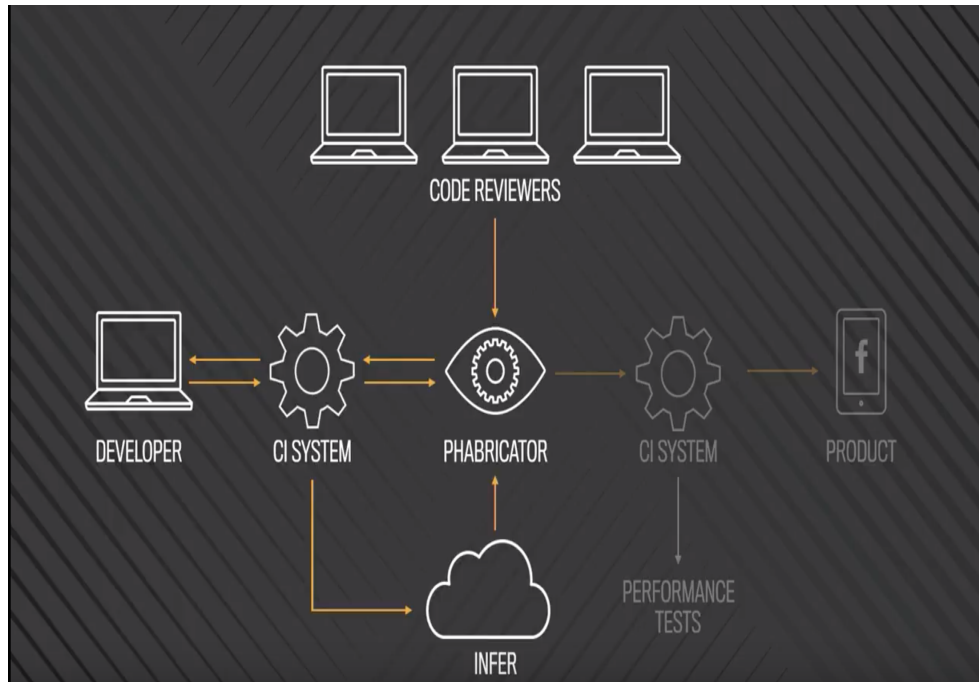 CODE REVIEWERS
DEVELOPER
CI SYSTEM
PHABRICATOR
CI SYSTEM
PRODUCT
f
PERFORMANCE
TESTS
INFER